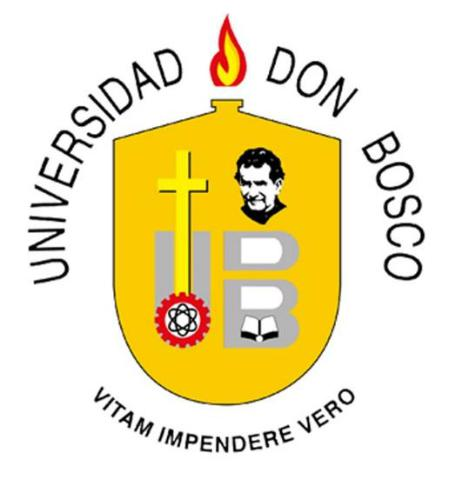 UNIVERSIDAD DON BOSCO
UDB
VITAM IMPENDERE VERO